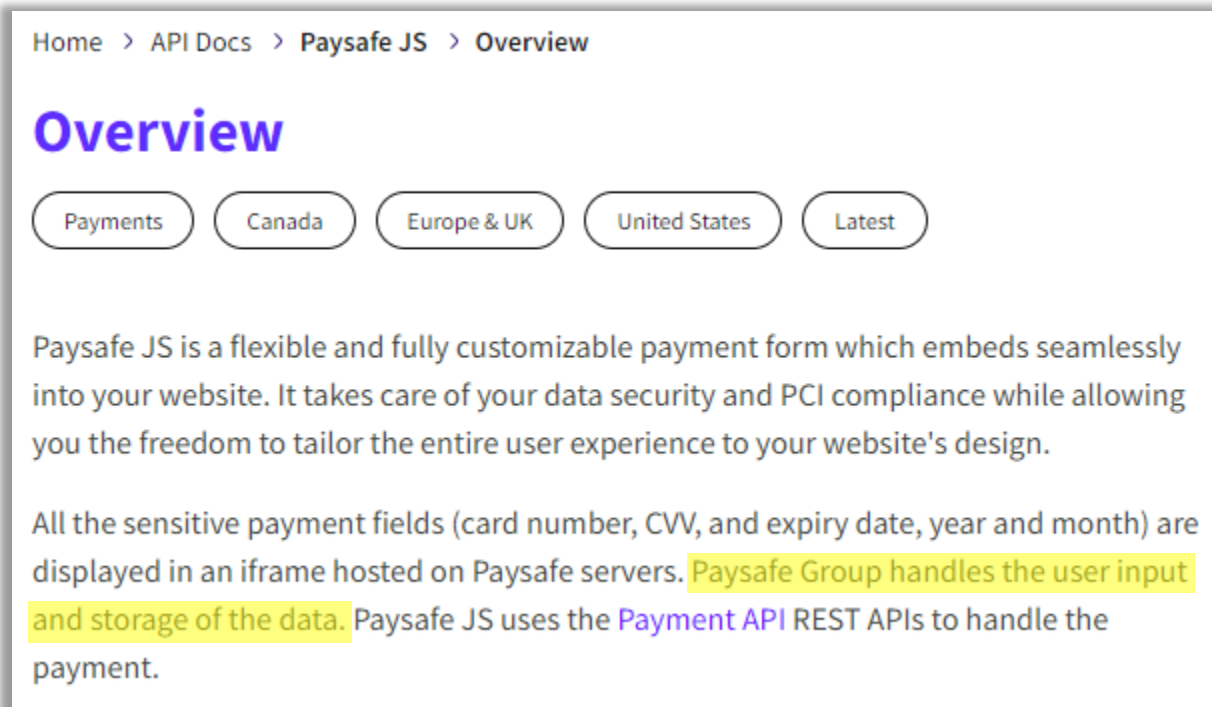 Home > API Docs > Paysafe JS > Overview
Overview
Payments Canada Europe & UK United States Latest
Paysafe JS is a flexible and fully customizable payment form which embeds seamlessly
into your website. It takes care of your data security and PCI compliance while allowing
you the freedom to tailor the entire user experience to your website's design.
All the sensitive payment fields (card number, CVV, and expiry date, year and month) are
displayed in an iframe hosted on Paysafe servers. Paysafe Group handles the user input
and storage of the data. Paysafe JS uses the Payment API REST APIs to handle the
payment.